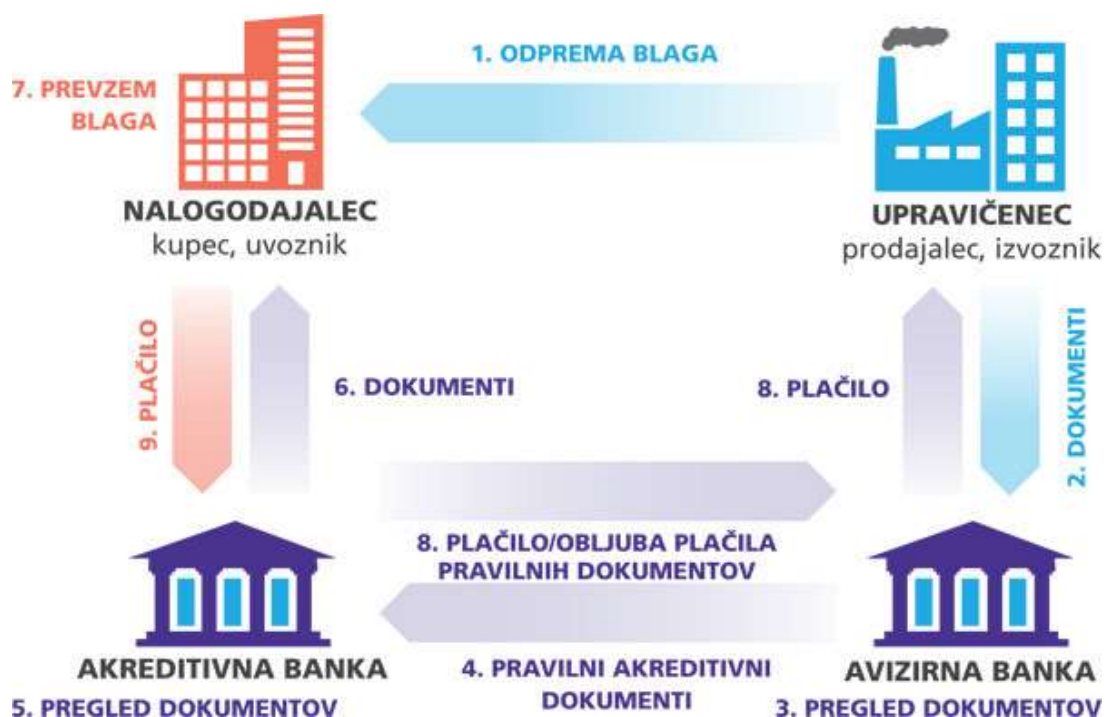 1. ODPREMA BLAGA
7. PREVZEM
BLAGA
NALOGODAJALEC
kupec, uvoznik
UPRAVIČENEC
prodajalec, izvoznik
9. PLAČILO
6. DOKUMENTI
8. PLAČILO
2. DOKUMENTI
8. PLAČILO/OBLJUBA PLAČILA
PRAVILNIH DOKUMENTOV
AKREDITIVNA BANKA
5. PREGLED DOKUMENTOV
4. PRAVILNI AKREDITIVNI
DOKUMENTI
AVIZIRNA BANKA
3. PREGLED DOKUMENTOV